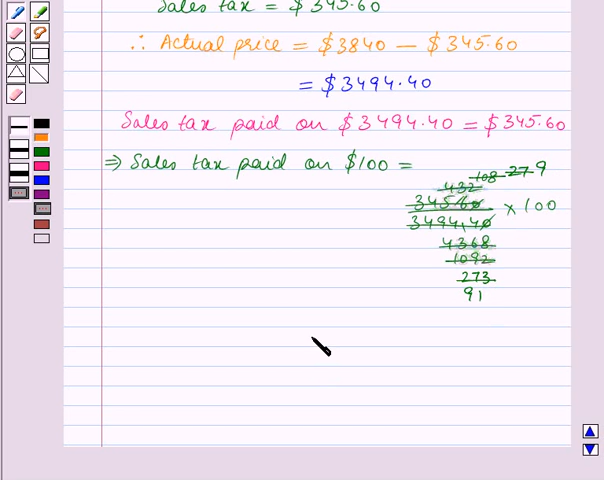 Sales tax = $345.60
∴ Actual price = $3840 — $345.60
= $3494.40
Sales tax paid on $3494.40 = $345.60
⇒ Sales tax paid on $100 =
108 27 9
432
345.60 × 100
3494.40
4368
1092
273
91